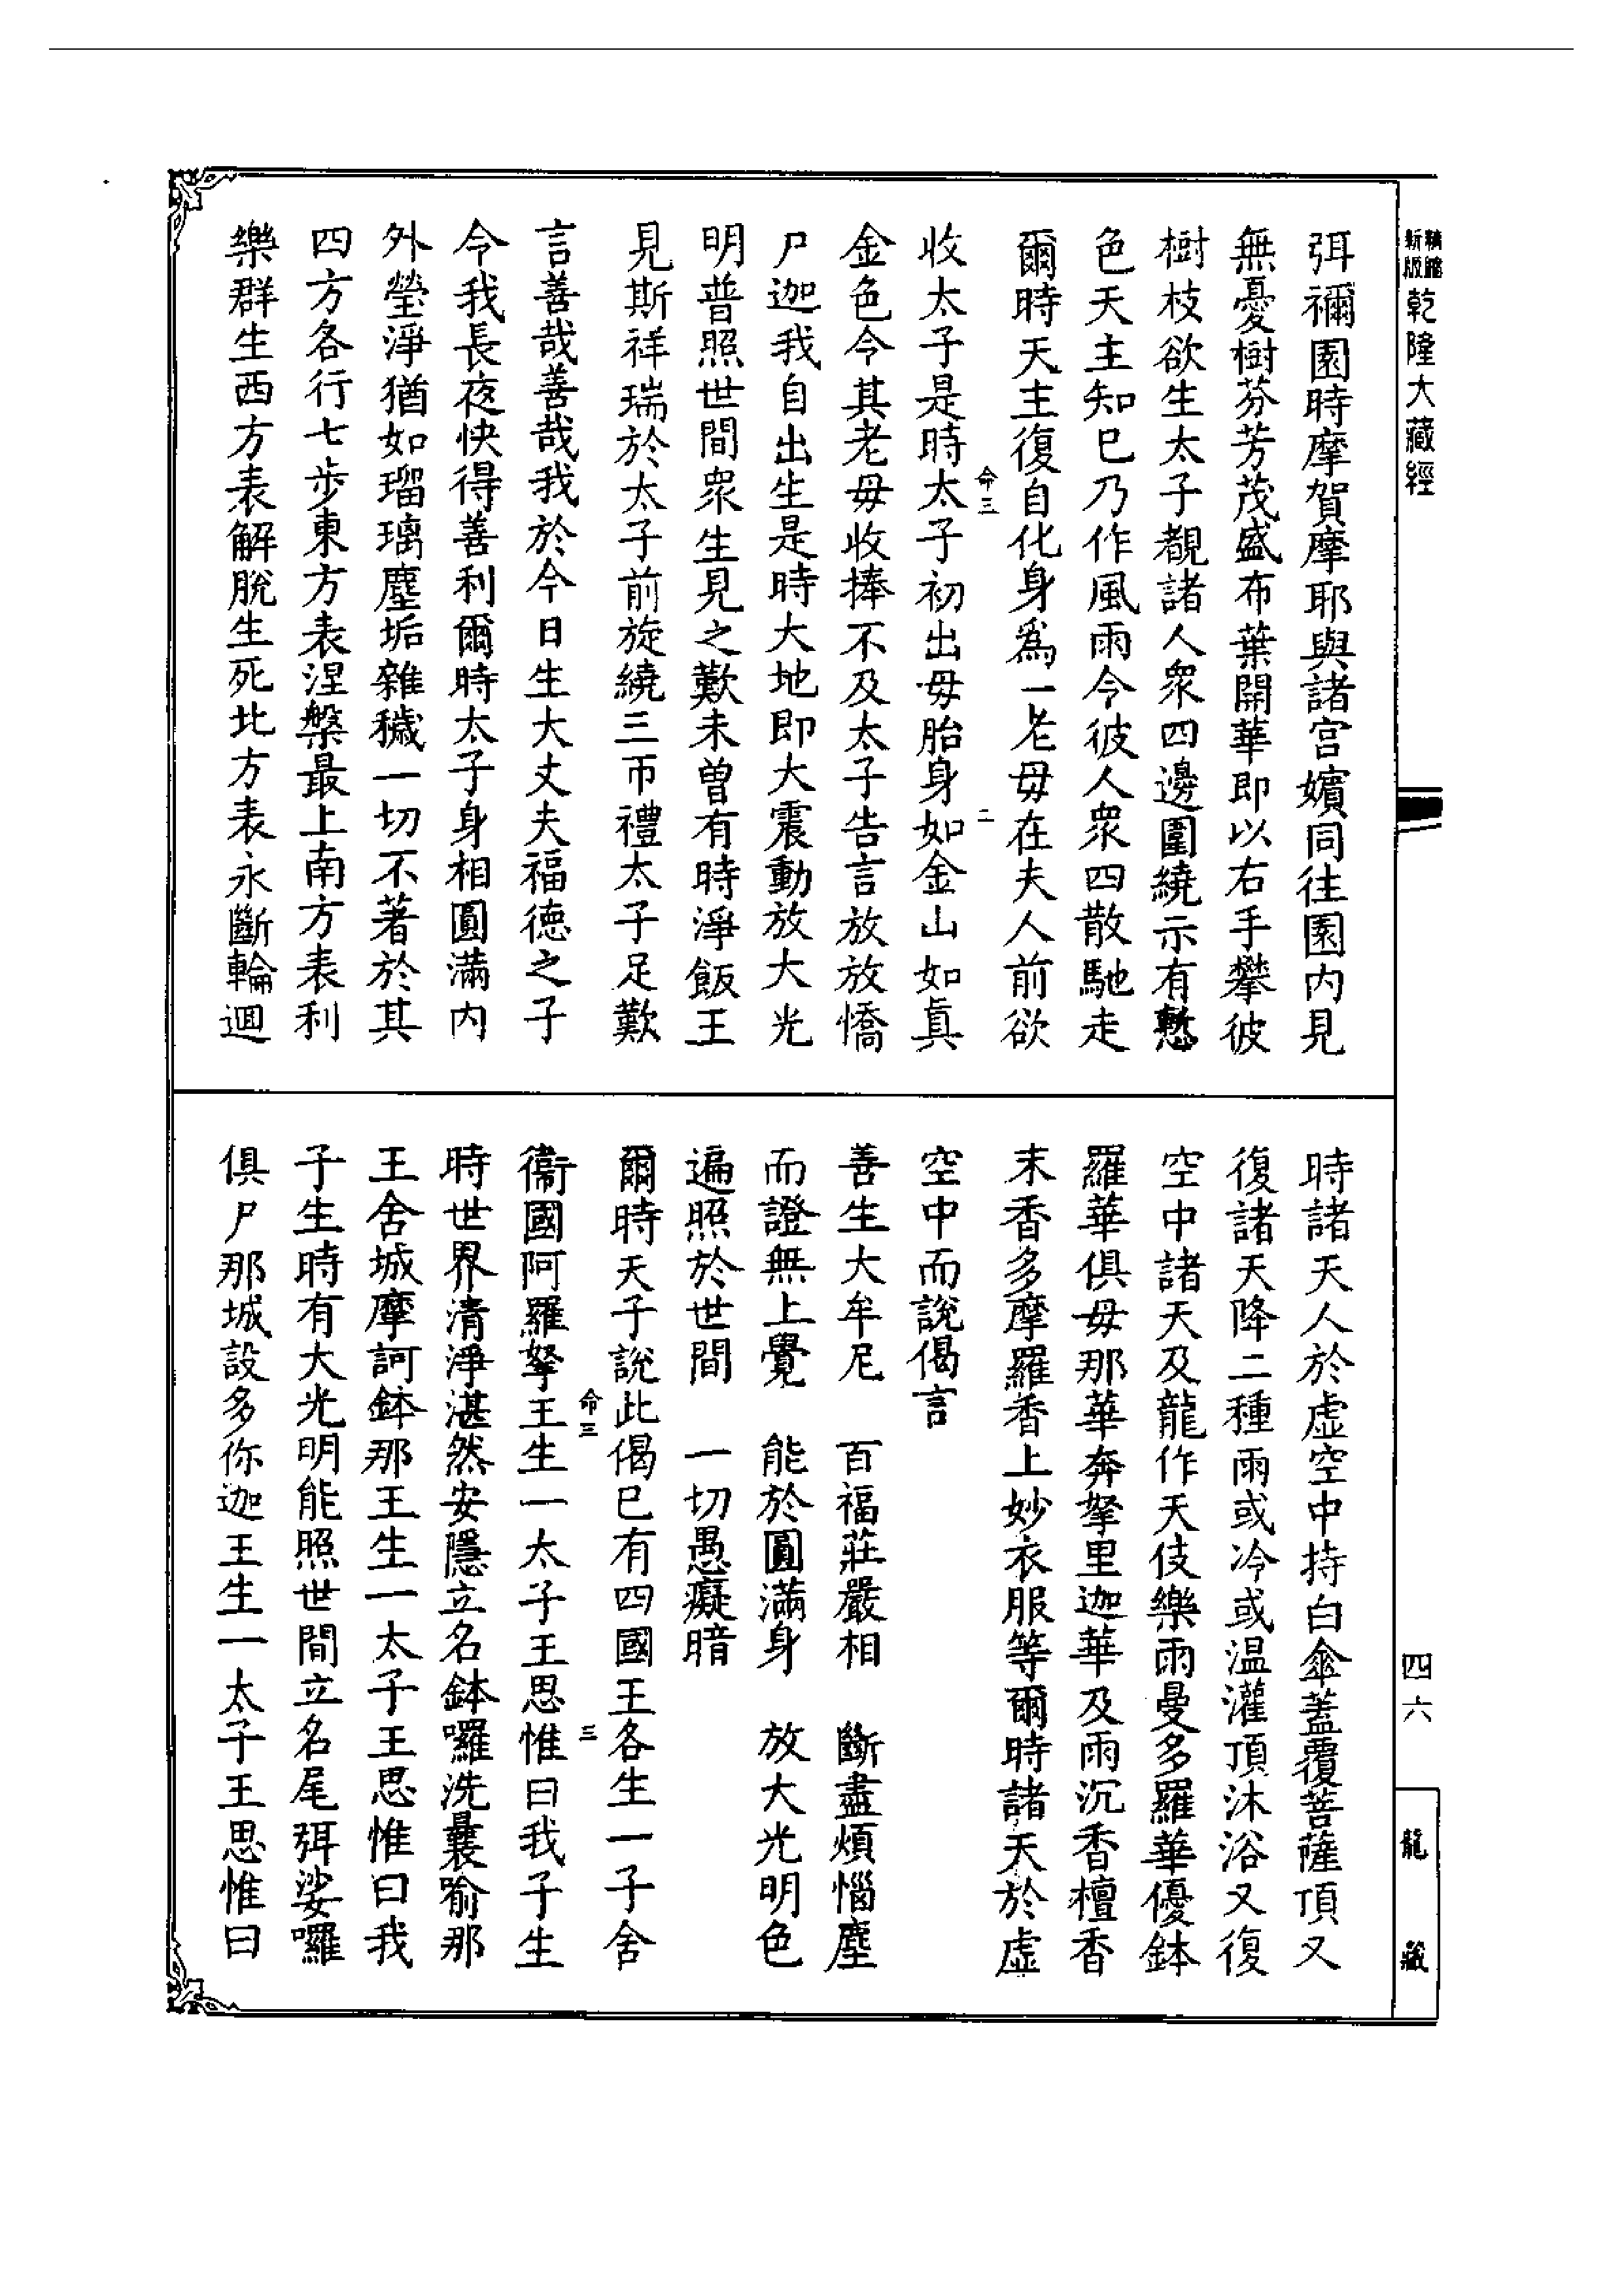 精縮新版乾隆大藏經
弭禰園時摩賀摩耶與諸宮嬪同往園內見
無憂樹芬芳茂盛布葉開華即以右手攀彼
樹枝欲生太子覩諸人眾四邊圍繞示有慙
色天主知巳乃作風雨令彼人眾四散馳走
爾時天主復自化身為一老毋在夫人前欲
命三
二
收太子是時太子初出毋胎身如金山如真
金色令其老毋收捧不及太子告言放放憍
尸迦我自出生是時大地即大震動放大光
明普照世間眾生見之歎未曾有時淨飯王
見斯祥瑞於太子前旋繞三帀禮太子足歎
言善哉善哉我於今日生大丈夫福德之子
令我長夜快得善利爾時太子身相圓滿內
外瑩淨猶如瑠璃塵垢雜穢一切不著於其
四方各行七步東方表涅槃最上南方表利
樂群生西方表解脫生死北方表永斷輪迴
時諸天人於虛空中持白傘蓋覆菩薩頂又
復諸天降二種雨或冷或温灌頂沐浴又復
空中諸天及龍作天伎樂雨曼多羅華優鉢
羅華俱毋那華奔拏里迦華及雨沉香檀香
末香多摩羅香上妙衣服等爾時諸天於虛
空中而說偈言
善生大牟尼　百福莊嚴相　斷盡煩惱塵
而證無上覺　能於圓滿身　放大光明色
遍照於世間　一切愚癡暗
爾時天子說此偈巳有四國王各生一子舍
命三
三
衞國阿羅拏王生一太子王思惟曰我子生
時世界清淨湛然安隱立名鉢囉洗曩喻那
王舍城摩訶鉢那王生一太子王思惟曰我
子生時有大光明能照世間立名尾弭娑囉
俱尸那城設多你迦王生一太子王思惟曰
四六
龍藏